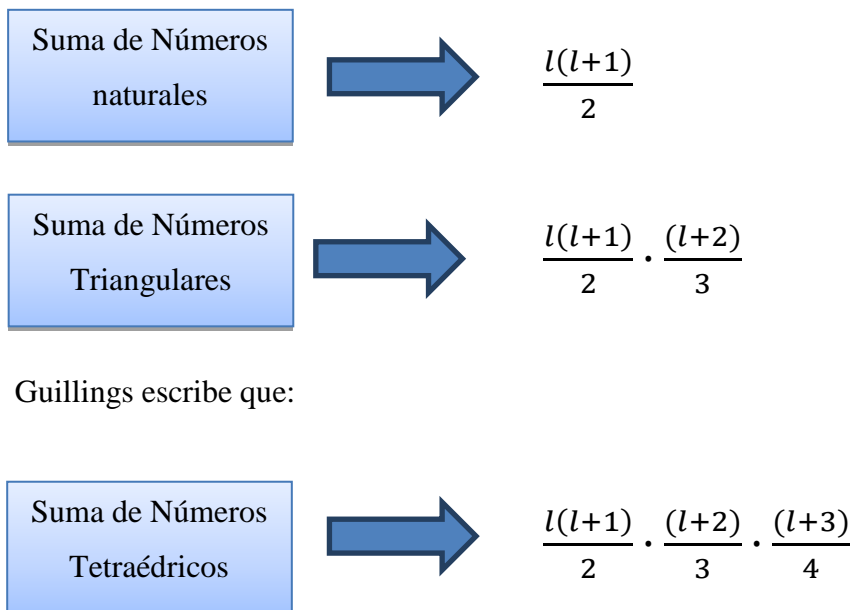 Suma de Números
naturales
𝑙(𝑙+1)/2
Suma de Números
Triangulares
𝑙(𝑙+1)/2 · (𝑙+2)/3
Guillings escribe que:
Suma de Números
Tetraédricos
𝑙(𝑙+1)/2 · (𝑙+2)/3 · (𝑙+3)/4